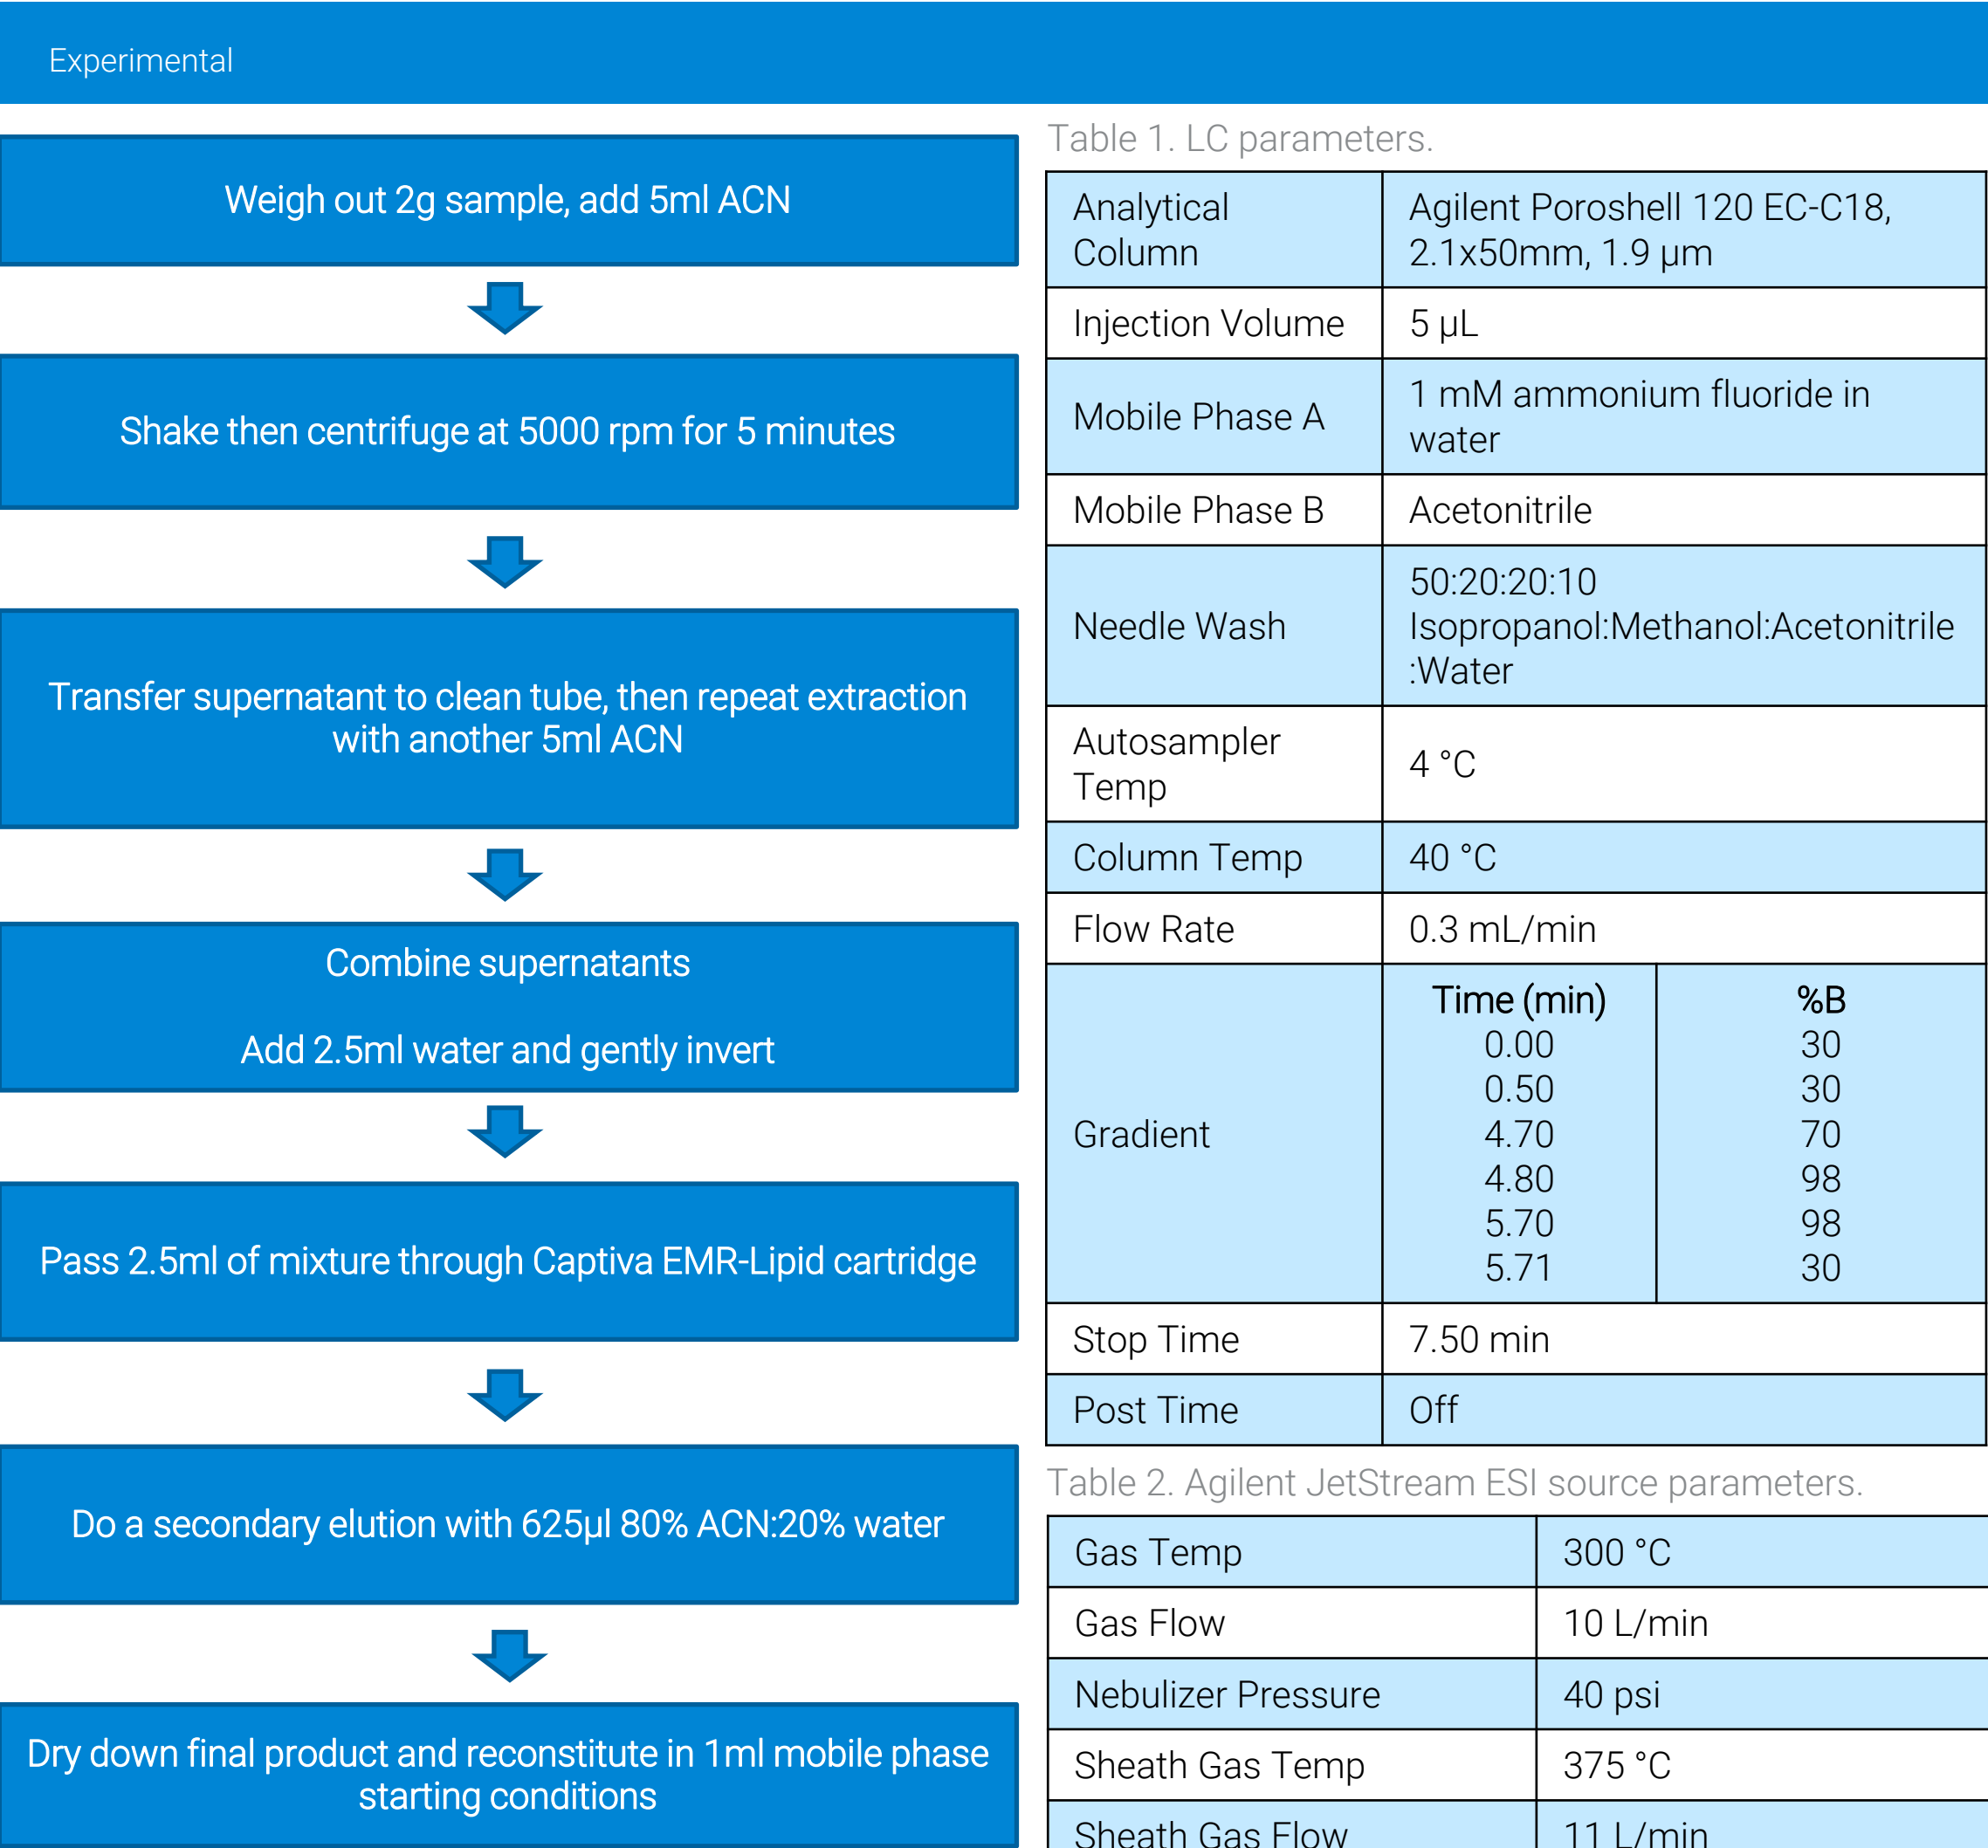 Experimental
Weigh out 2g sample, add 5ml ACN
Shake then centrifuge at 5000 rpm for 5 minutes
Transfer supernatant to clean tube, then repeat extraction
with another 5ml ACN
Combine supernatants
Add 2.5ml water and gently invert
Pass 2.5ml of mixture through Captiva EMR-Lipid cartridge
Do a secondary elution with 625µl 80% ACN:20% water
Dry down final product and reconstitute in 1ml mobile phase
starting conditions
Table 1. LC parameters.
Analytical
Column
Agilent Poroshell 120 EC-C18,
2.1x50mm, 1.9 µm
Injection Volume
5 µL
Mobile Phase A
1 mM ammonium fluoride in
water
Mobile Phase B
Acetonitrile
Needle Wash
50:20:20:10
Isopropanol:Methanol:Acetonitrile
:Water
Autosampler
Temp
4 °C
Column Temp
40 °C
Flow Rate
0.3 mL/min
Gradient
Time (min) %B
0.00 30
0.50 30
4.70 70
4.80 98
5.70 98
5.71 30
Stop Time
7.50 min
Post Time
Off
Table 2. Agilent JetStream ESI source parameters.
Gas Temp
300 °C
Gas Flow
10 L/min
Nebulizer Pressure
40 psi
Sheath Gas Temp
375 °C
Sheath Gas Flow
11 L/min